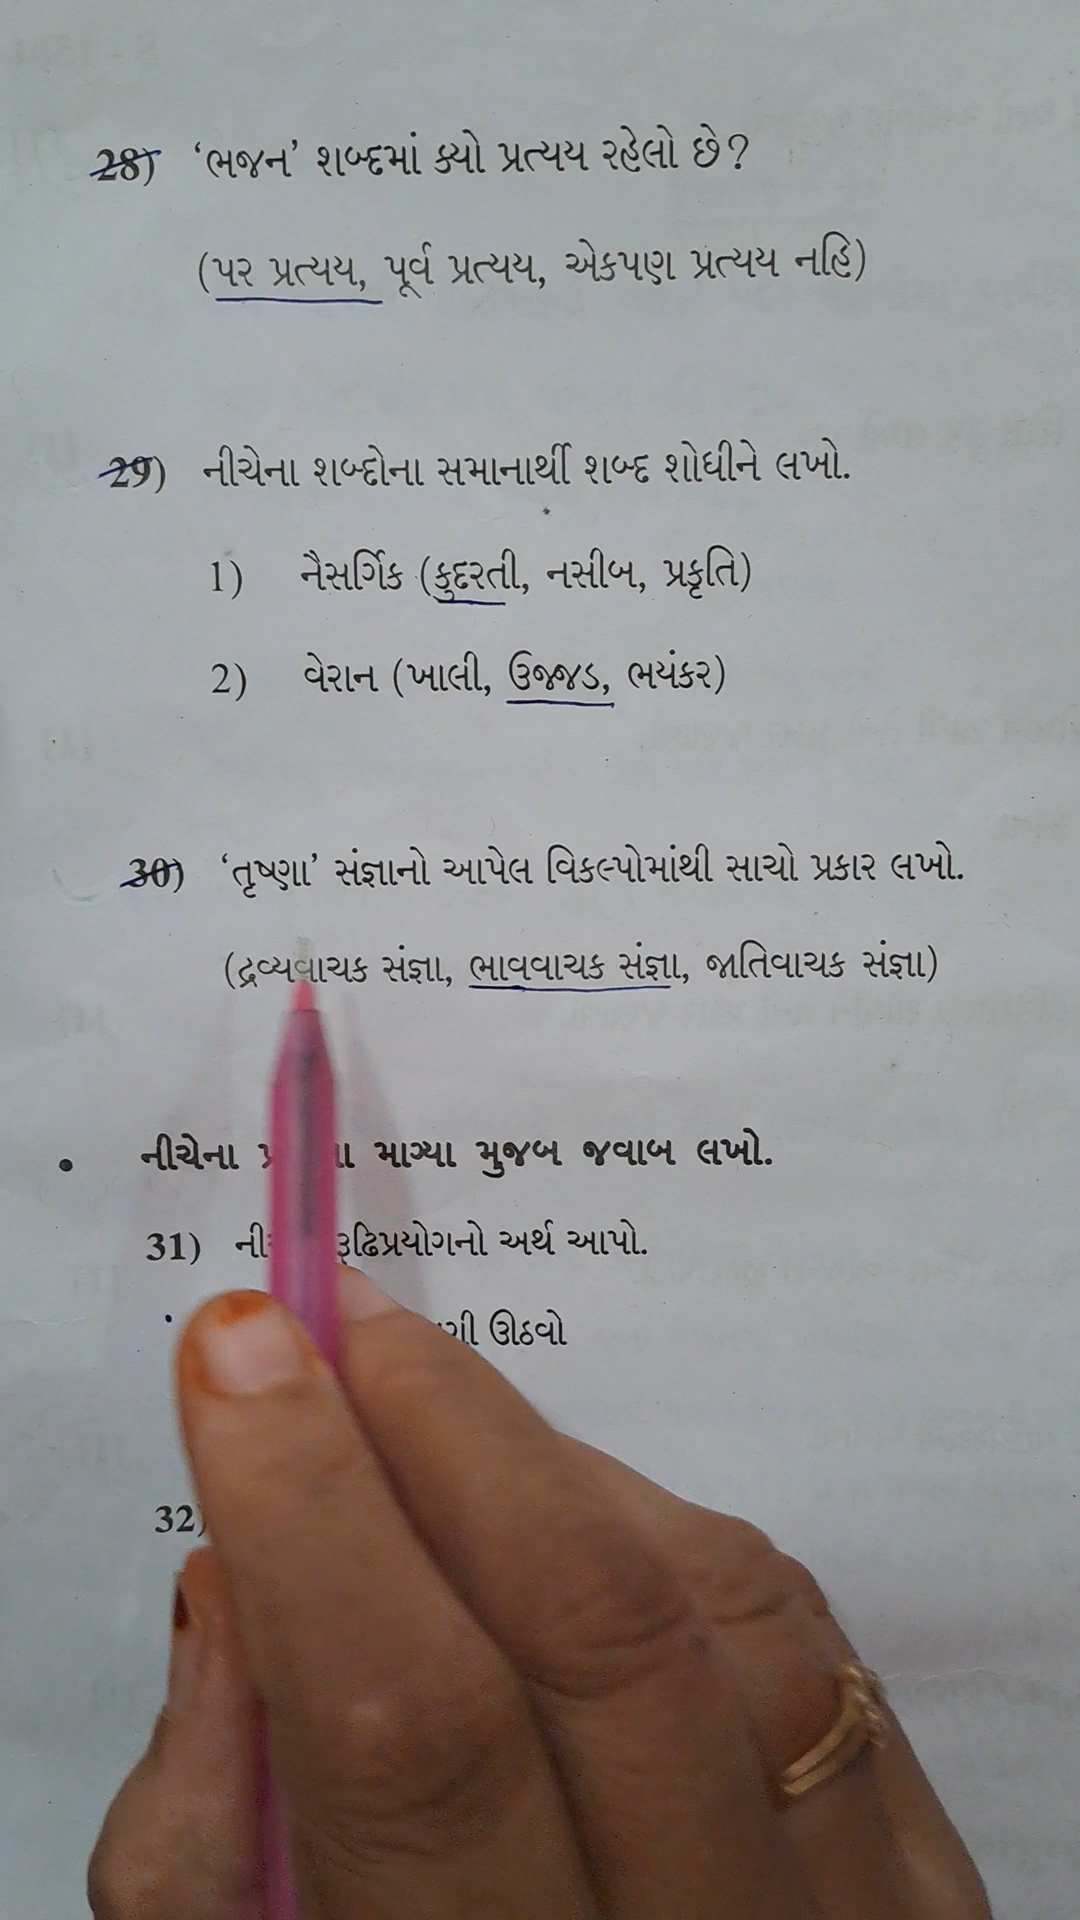 28) 'ભજન' શબ્દમાં ક્યો પ્રત્યય રહેલો છે?
(પર પ્રત્યય, પૂર્વ પ્રત્યય, એકપણ પ્રત્યય નહિ)
29) નીચેના શબ્દોના સમાનાર્થી શબ્દ શોધીને લખો.
1) નૈસર્ગિક (કુદરતી, નસીબ, પ્રકૃતિ)
2) વેરાન (ખાલી, ઉજ્જડ, ભયંકર)
30) 'તૃષ્ણા' સંજ્ઞાનો આપેલ વિકલ્પોમાંથી સાચો પ્રકાર લખો.
(દ્રવ્યવાચક સંજ્ઞા, ભાવવાચક સંજ્ઞા, જાતિવાચક સંજ્ઞા)
• નીચેના માગ્યા મુજબ જવાબ લખો.
31) રૂઢિપ્રયોગનો અર્થ આપો.
ઊઠવો
32)